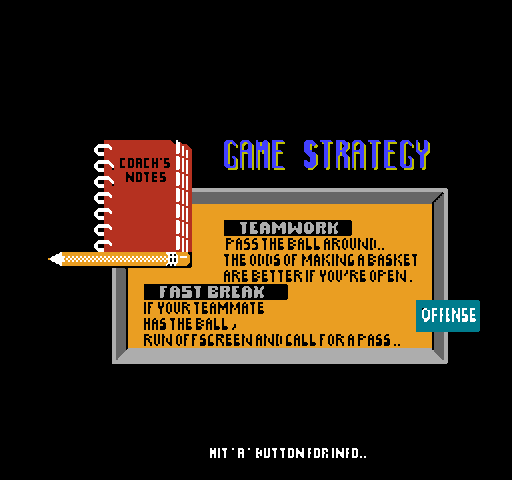 COACH'S
NOTES
GAME STRATEGY
TEAMWORK
PASS THE BALL AROUND..
THE ODDS OF MAKING A BASKET
ARE BETTER IF YOU'RE OPEN.
FAST BREAK
IF YOUR TEAMMATE
HAS THE BALL,
RUN OFFSCREEN AND CALL FOR A PASS..
OFFENSE
HIT 'A' BUTTON FOR INFO..